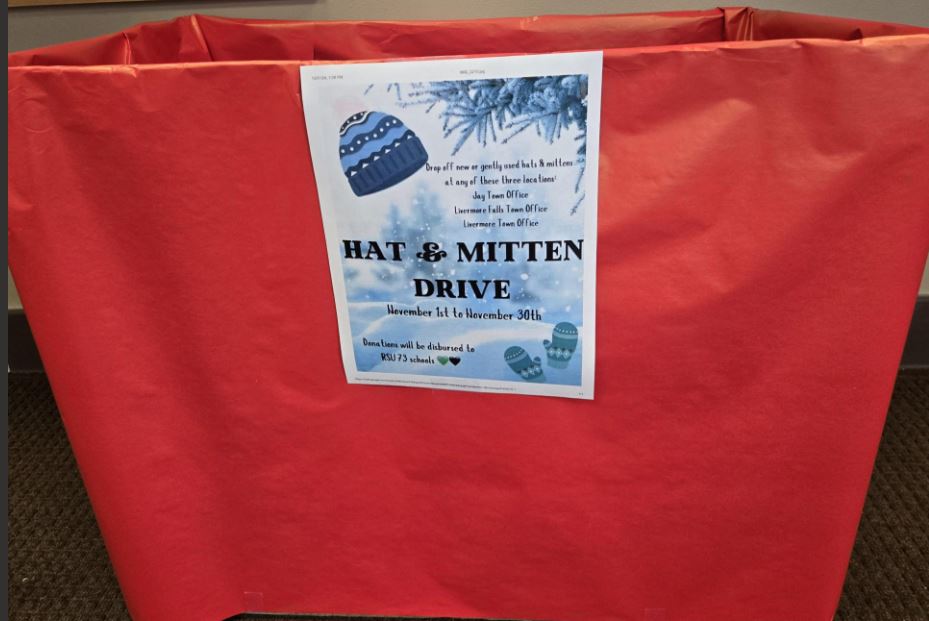 Drop off new or gently used hats & mittens
at any of these three locations:
Jay Town Office
Livermore Falls Town Office
Livermore Town Office
HAT & MITTEN
DRIVE
November 1st to November 30th
Donations will be disbursed to
RSU 73 schools 💚🖤